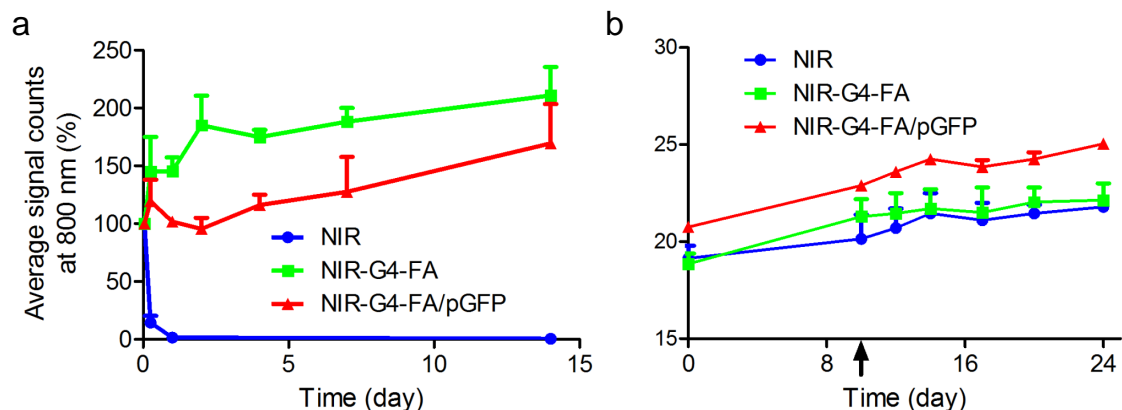 a
Average signal counts
at 800 nm (%)
250
200
150
100
50
0
NIR
NIR-G4-FA
NIR-G4-FA/pGFP
0
5
10
15
Time (day)
b
30
25
20
15
NIR
NIR-G4-FA
NIR-G4-FA/pGFP
0
8
16
24
Time (day)